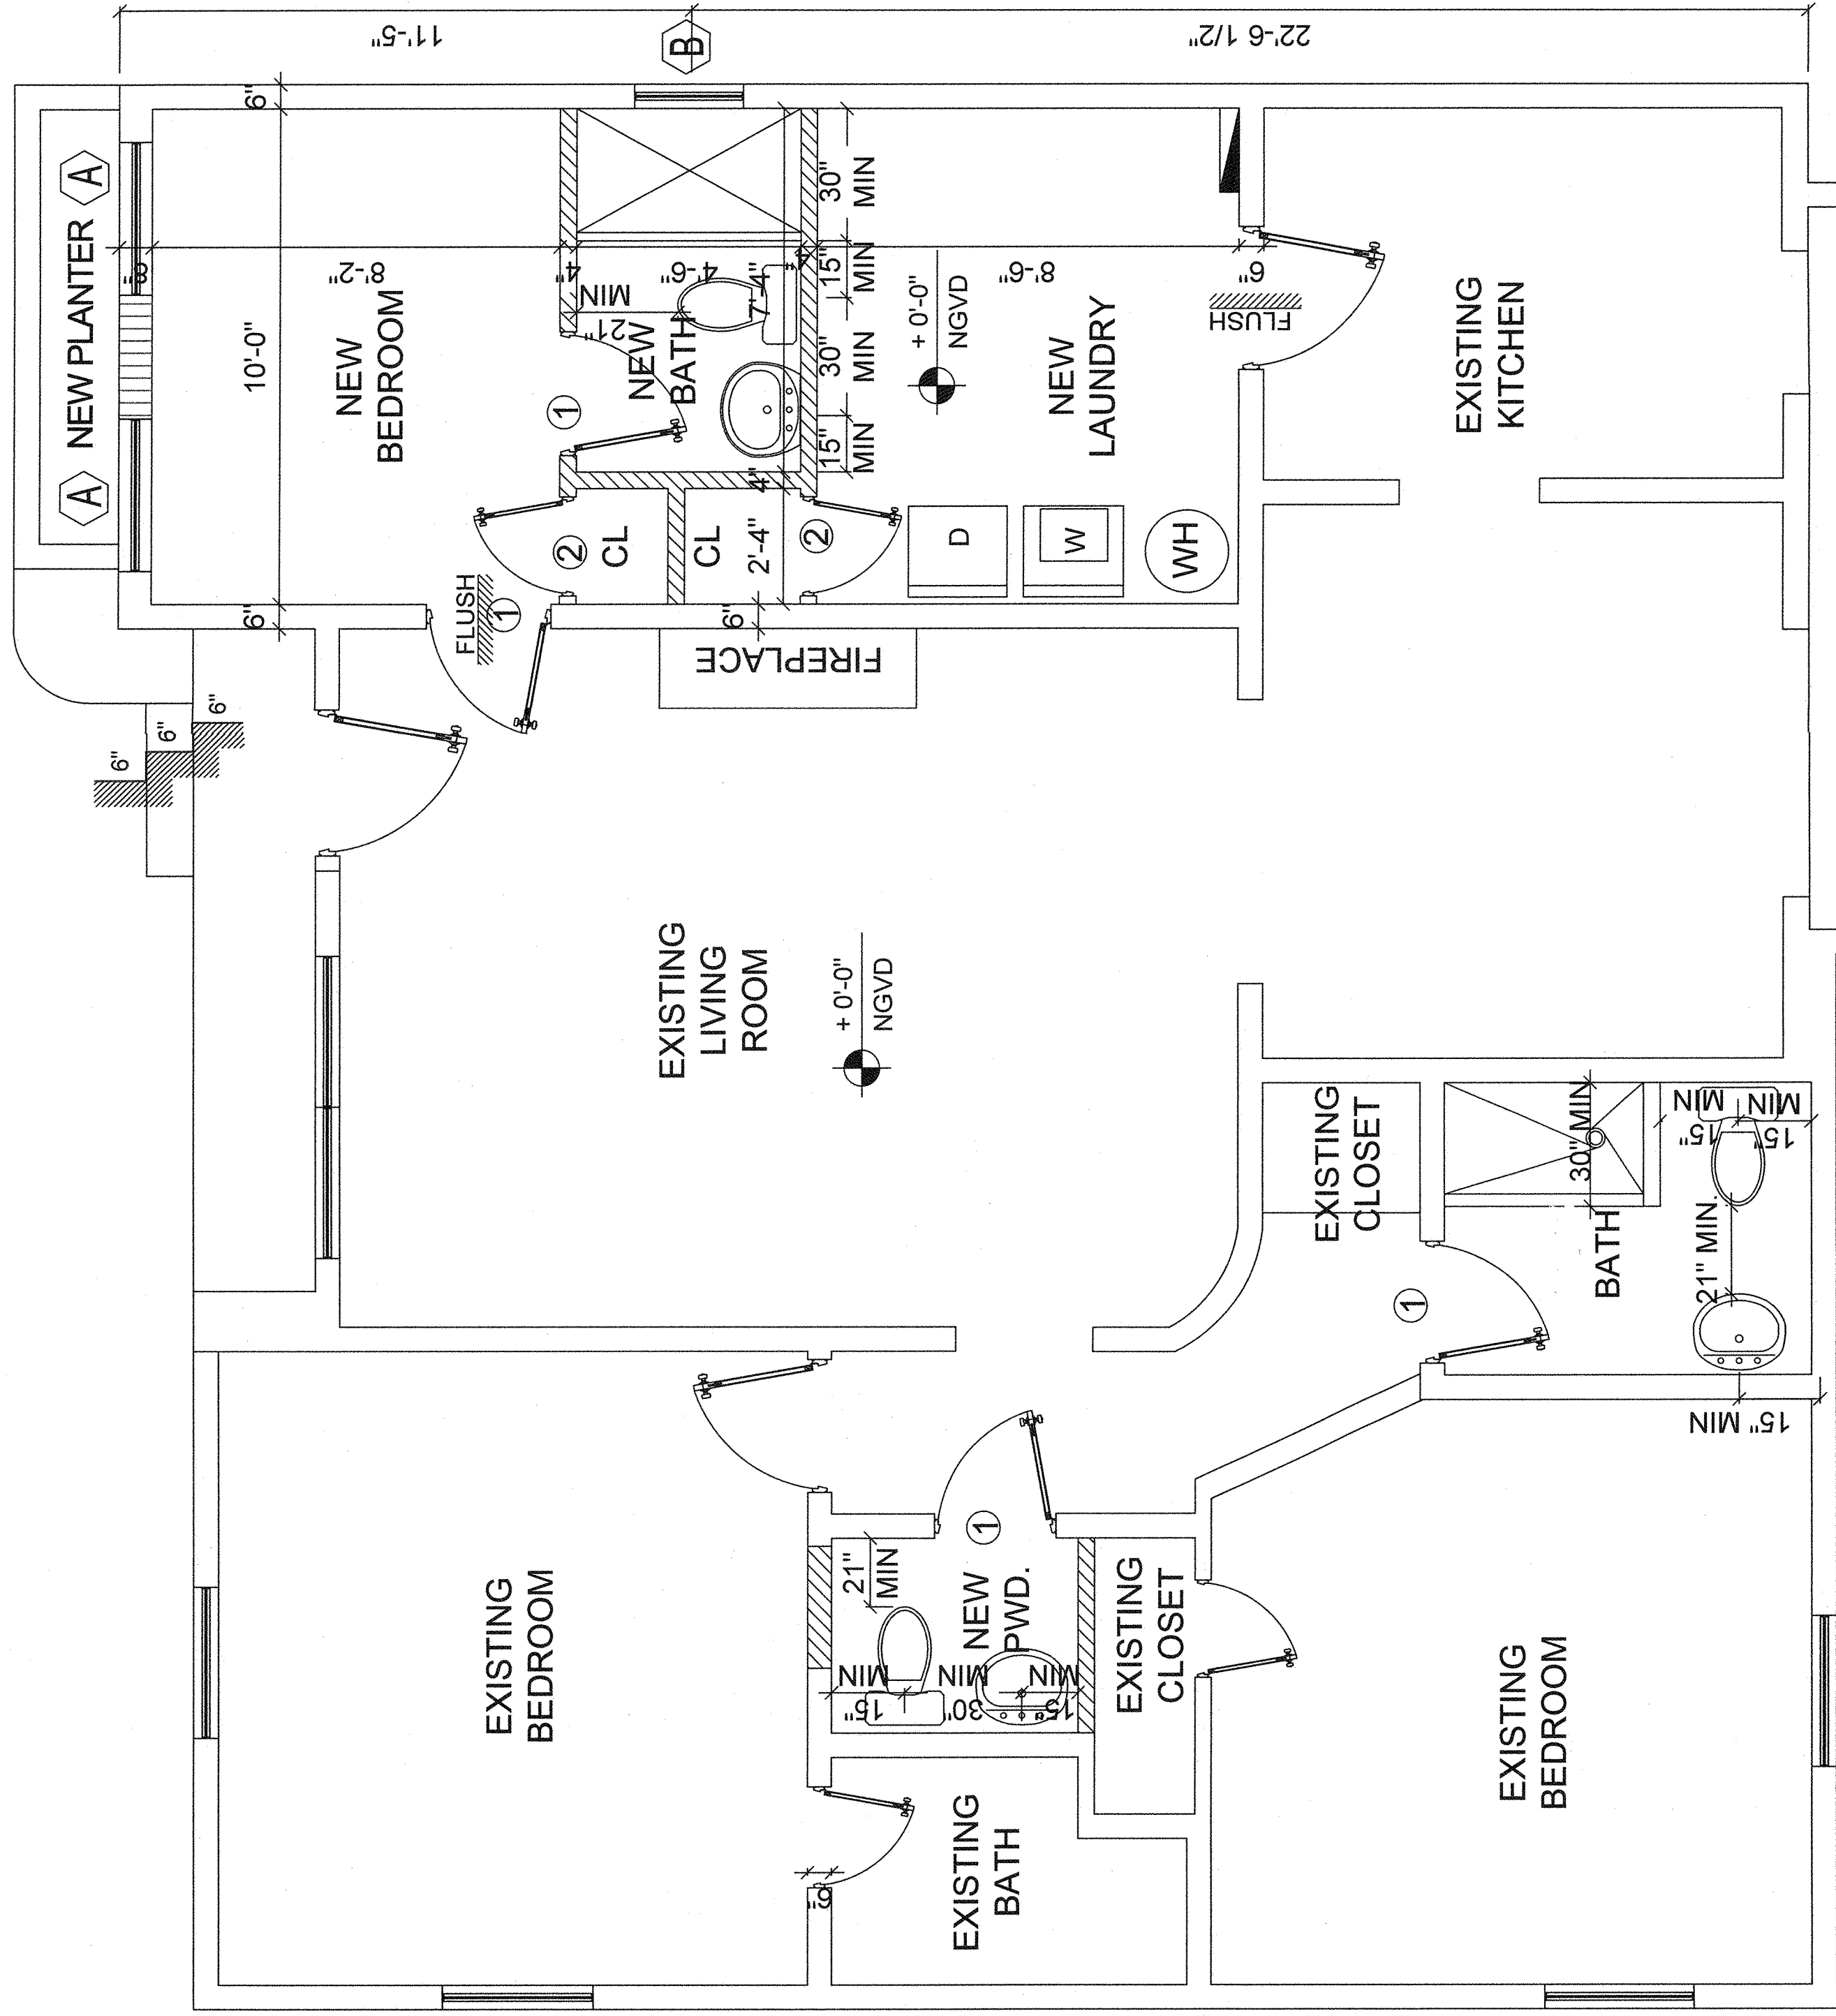 11'-5"
B
22'-6 1/2"
A
NEW PLANTER
A
6"
10'-0"
6"
8"
8'-2"
4"
4'-6"
4"
8'-6"
6"
NEW
BEDROOM
1
21"
MIN
NEW
BATH
7'-4"
4"
2'-4"
6"
30"
MIN
15"
MIN
30"
MIN
15"
MIN
+ 0'-0"
NGVD
NEW
LAUNDRY
FLUSH
EXISTING
KITCHEN
2
CL
CL
2
D
W
WH
FLUSH
1
FIREPLACE
6"
6"
6"
EXISTING
LIVING
ROOM
+ 0'-0"
NGVD
EXISTING
CLOSET
30" MIN
15"
MIN
15"
MIN
21" MIN.
BATH
1
15" MIN
EXISTING
BEDROOM
21"
MIN
1
NEW
PWD.
15"
MIN
30"
MIN
15"
MIN
EXISTING
CLOSET
EXISTING
BATH
6"
EXISTING
BEDROOM